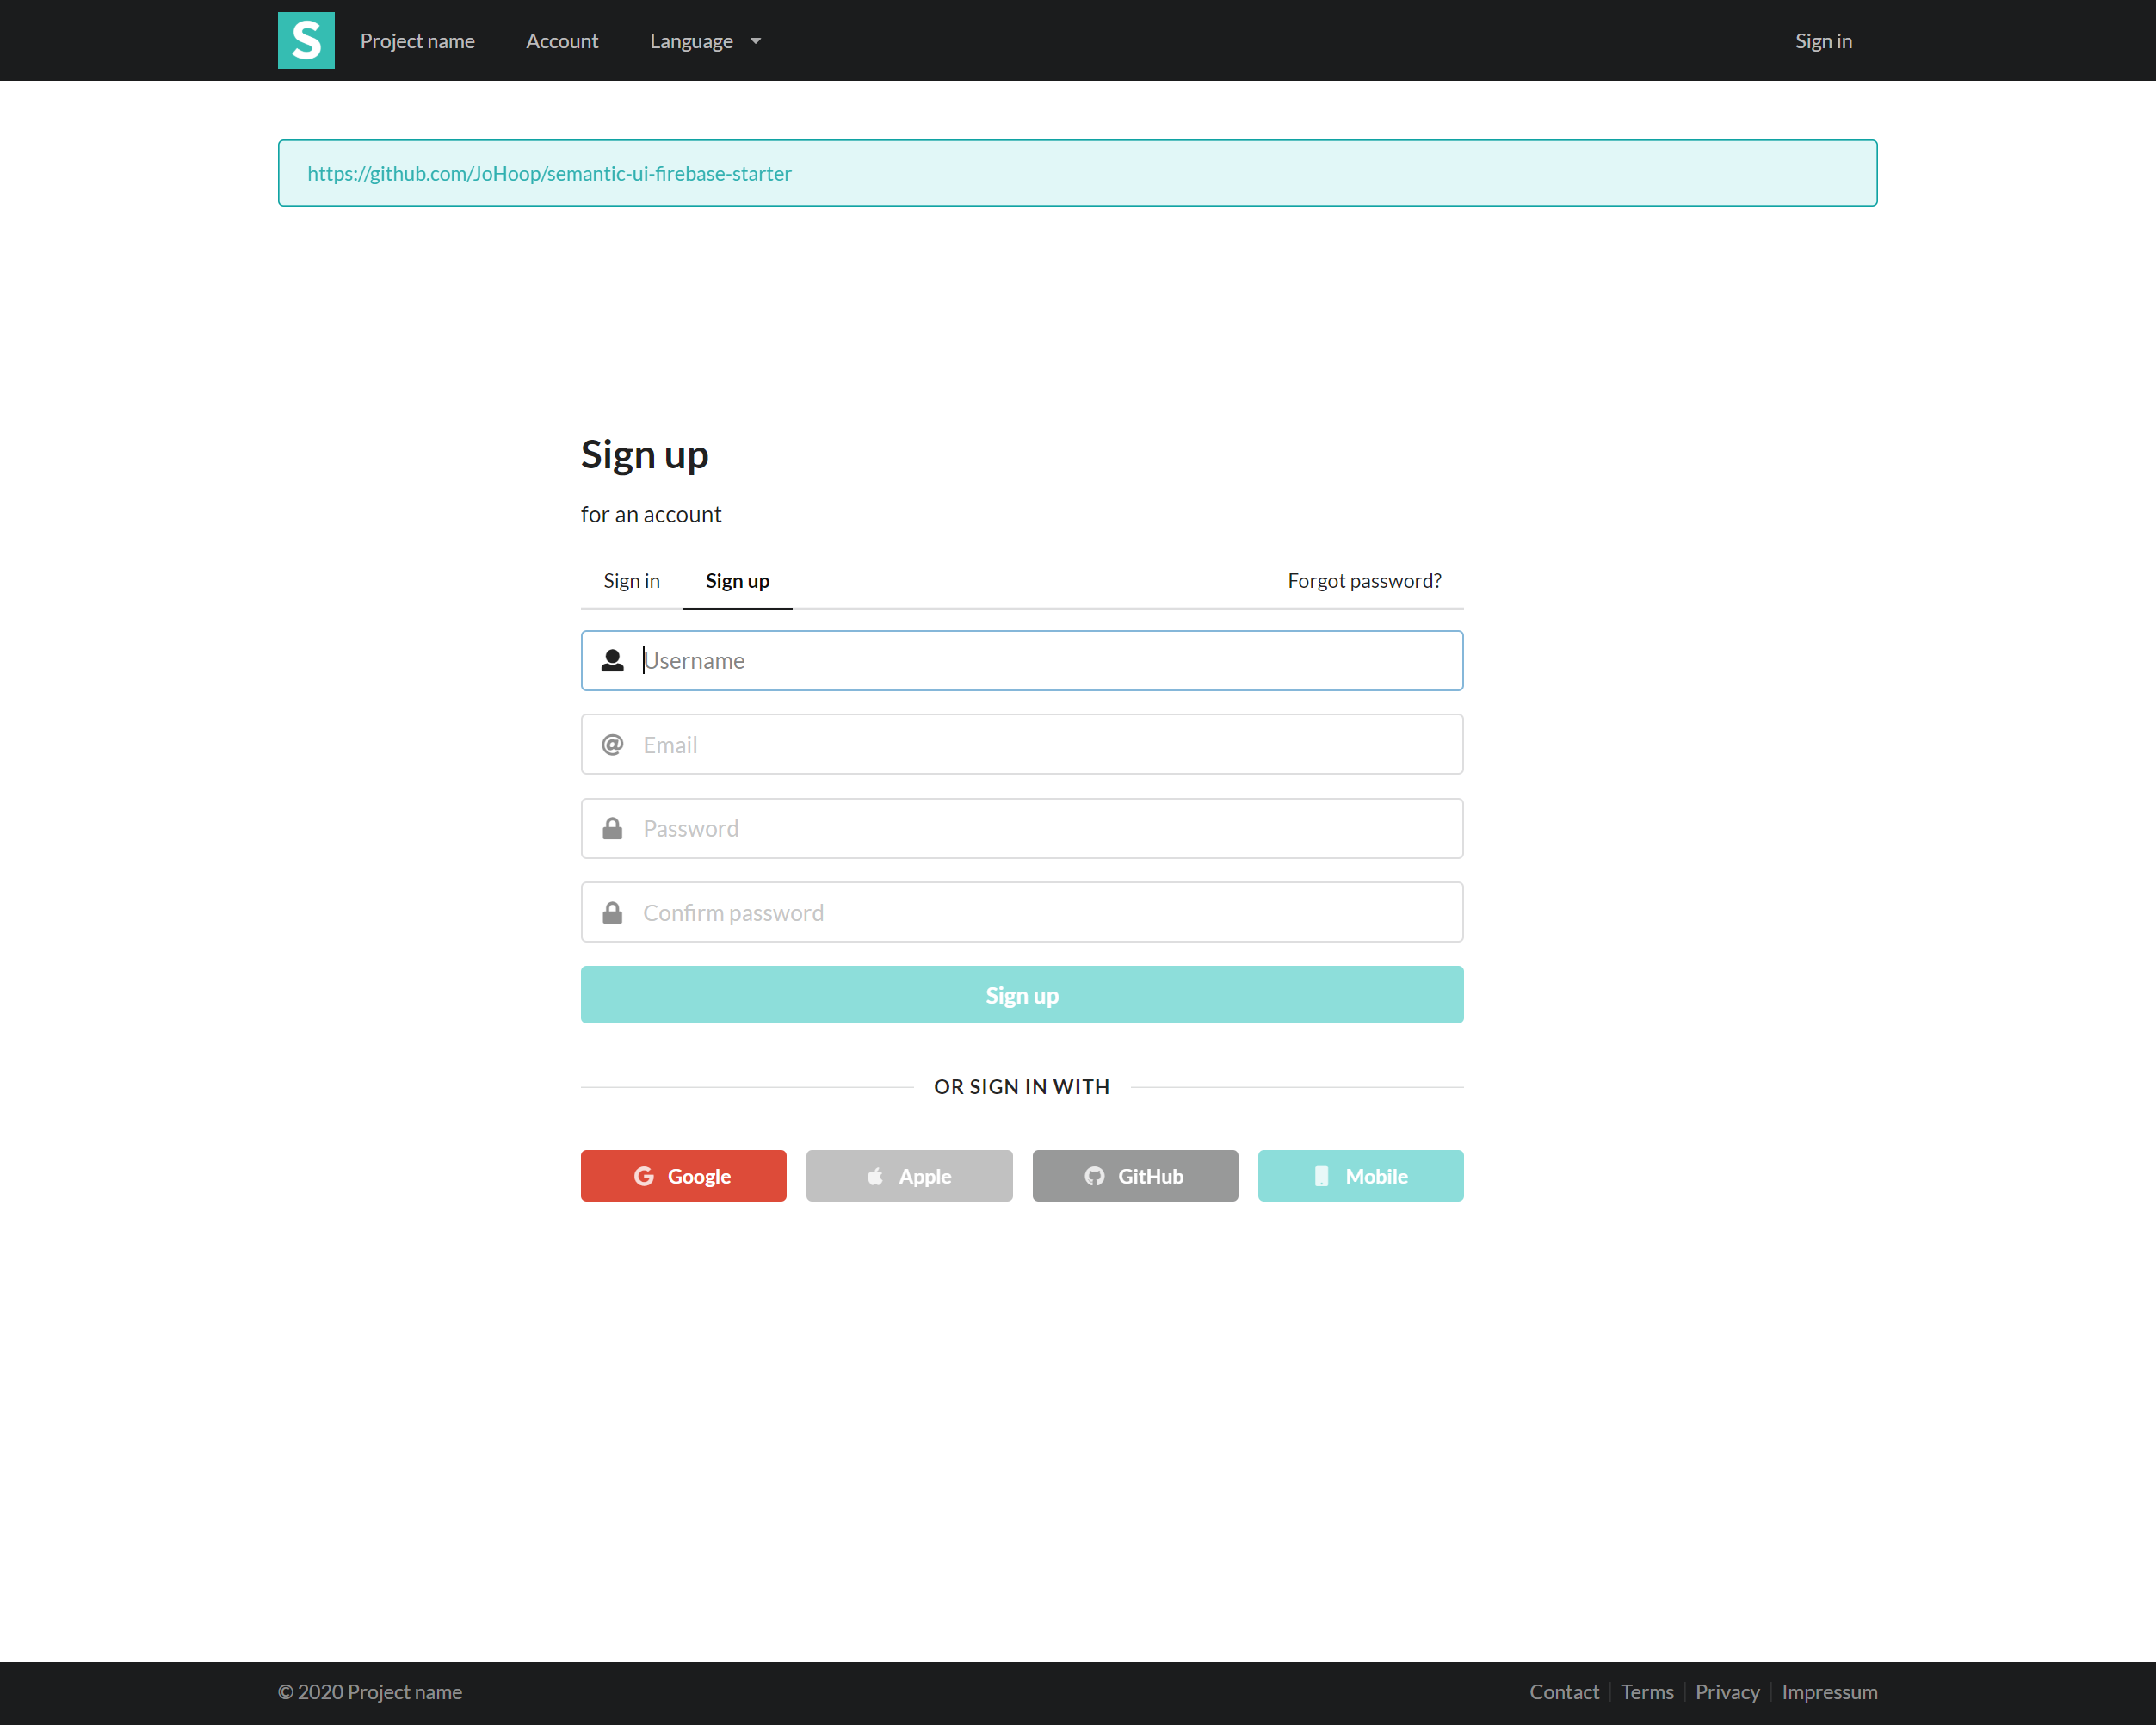 S Project name Account Language Sign in
https://github.com/JoHoop/semantic-ui-firebase-starter
Sign up
for an account
Sign in Sign up Forgot password?
Username
@ Email
Password
Confirm password
Sign up
OR SIGN IN WITH
G Google Apple GitHub Mobile
© 2020 Project name Contact Terms Privacy Impressum